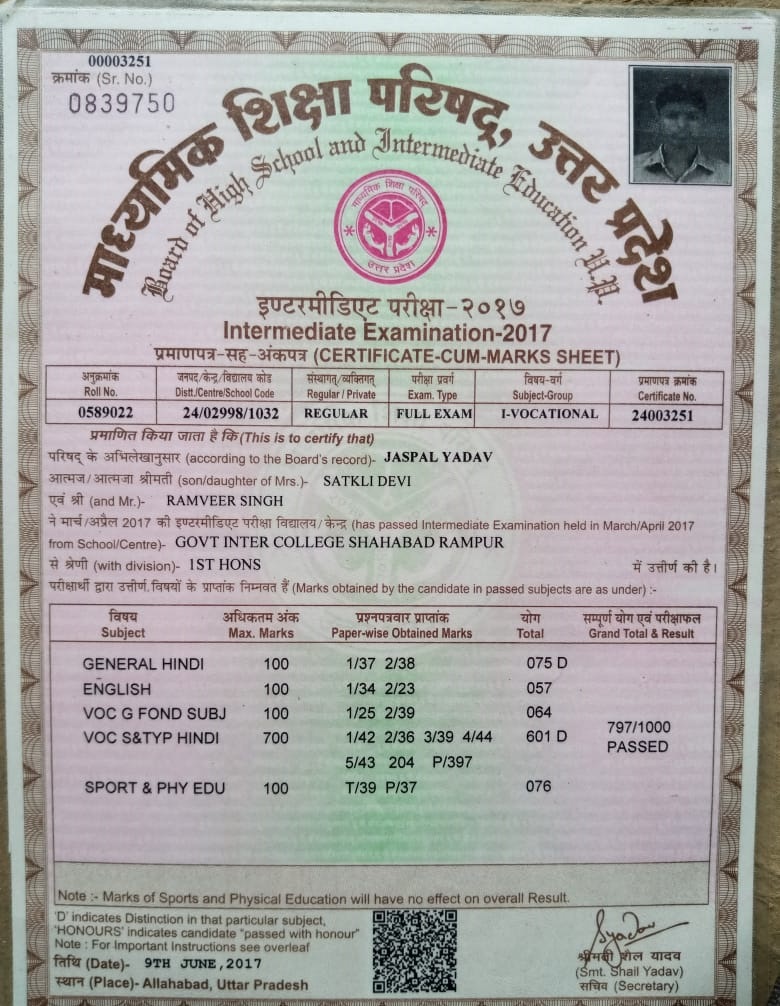 00003251
क्रमांक (Sr. No.)
0839750
माध्यमिक शिक्षा परिषद्, उत्तर प्रदेश
Board of High School and Intermediate Education U.P.
माध्यमिक शिक्षा परिषद्
उत्तर प्रदेश
इण्टरमीडिएट परीक्षा-२०१७
Intermediate Examination-2017
प्रमाणपत्र-सह-अंकपत्र (CERTIFICATE-CUM-MARKS SHEET)
अनुक्रमांक जनपद/केन्द्र/विद्यालय कोड संस्थागत/व्यक्तिगत परीक्षा प्रवर्ग विषय-वर्ग प्रमाणपत्र क्रमांक
Roll No. Distt./Centre/School Code Regular / Private Exam. Type Subject-Group Certificate No.
0589022 24/02998/1032 REGULAR FULL EXAM I-VOCATIONAL 24003251
प्रमाणित किया जाता है कि (This is to certify that)
परिषद् के अभिलेखानुसार (according to the Board's record)- JASPAL YADAV
आत्मज/आत्मजा श्रीमती (son/daughter of Mrs.)- SATKLI DEVI
एवं श्री (and Mr.)- RAMVEER SINGH
ने मार्च/अप्रैल 2017 की इण्टरमीडिएट परीक्षा विद्यालय/केन्द्र (has passed Intermediate Examination held in March/April 2017
from School/Centre)- GOVT INTER COLLEGE SHAHABAD RAMPUR
से श्रेणी (with division)- 1ST HONS में उत्तीर्ण की है।
परीक्षार्थी द्वारा उत्तीर्ण विषयों के प्राप्तांक निम्नवत हैं (Marks obtained by the candidate in passed subjects are as under) :-
विषय अधिकतम अंक प्रश्नपत्रवार प्राप्तांक योग सम्पूर्ण योग एवं परीक्षाफल
Subject Max. Marks Paper-wise Obtained Marks Total Grand Total & Result
GENERAL HINDI 100 1/37 2/38 075 D
ENGLISH 100 1/34 2/23 057
VOC G FOND SUBJ 100 1/25 2/39 064
VOC S&TYP HINDI 700 1/42 2/36 3/39 4/44 601 D
797/1000
PASSED
5/43 204 P/397
SPORT & PHY EDU 100 T/39 P/37 076
Note :- Marks of Sports and Physical Education will have no effect on overall Result.
'D' indicates Distinction in that particular subject,
'HONOURS' indicates candidate "passed with honour"
Note : For Important Instructions see overleaf
तिथि (Date)- 9TH JUNE,2017
स्थान (Place)- Allahabad, Uttar Pradesh
Syadav
श्रीमती शैल यादव
(Smt. Shail Yadav)
सचिव (Secretary)